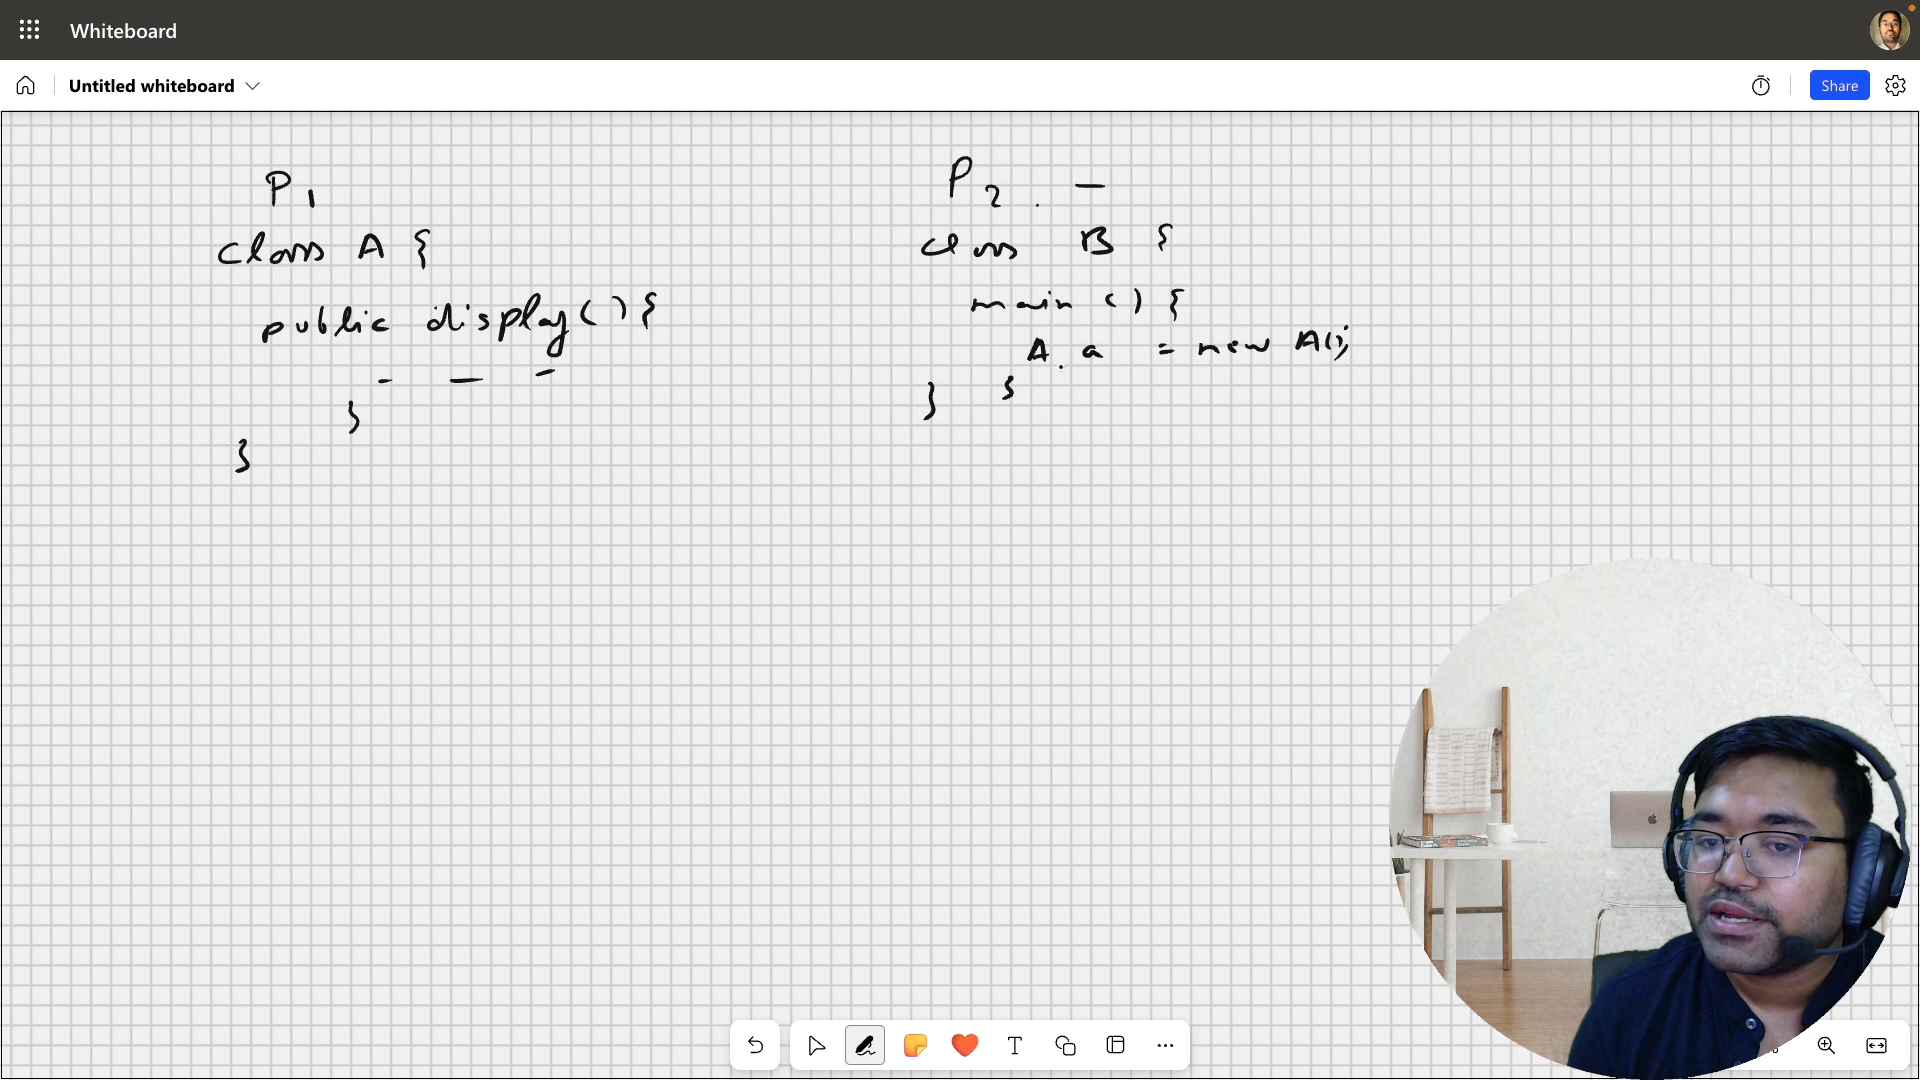 Whiteboard
Untitled whiteboard
Share
P1
class A {
public display() {
- - -
}
}
P2 . -
class B {
main () {
A a = new A();
}
}
T